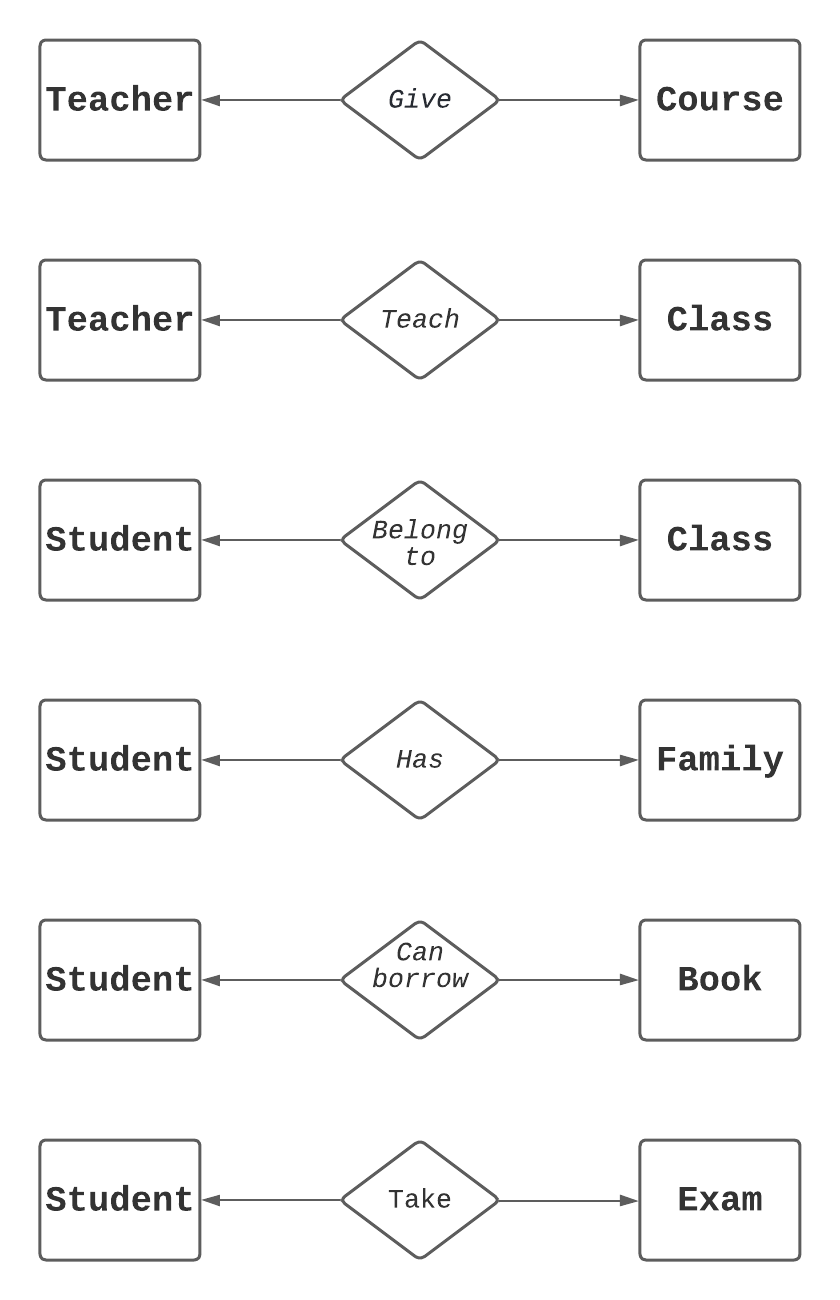 Teacher
Give
Course
Teacher
Teach
Class
Student
Belong
to
Class
Student
Has
Family
Student
Can
borrow
Book
Student
Take
Exam